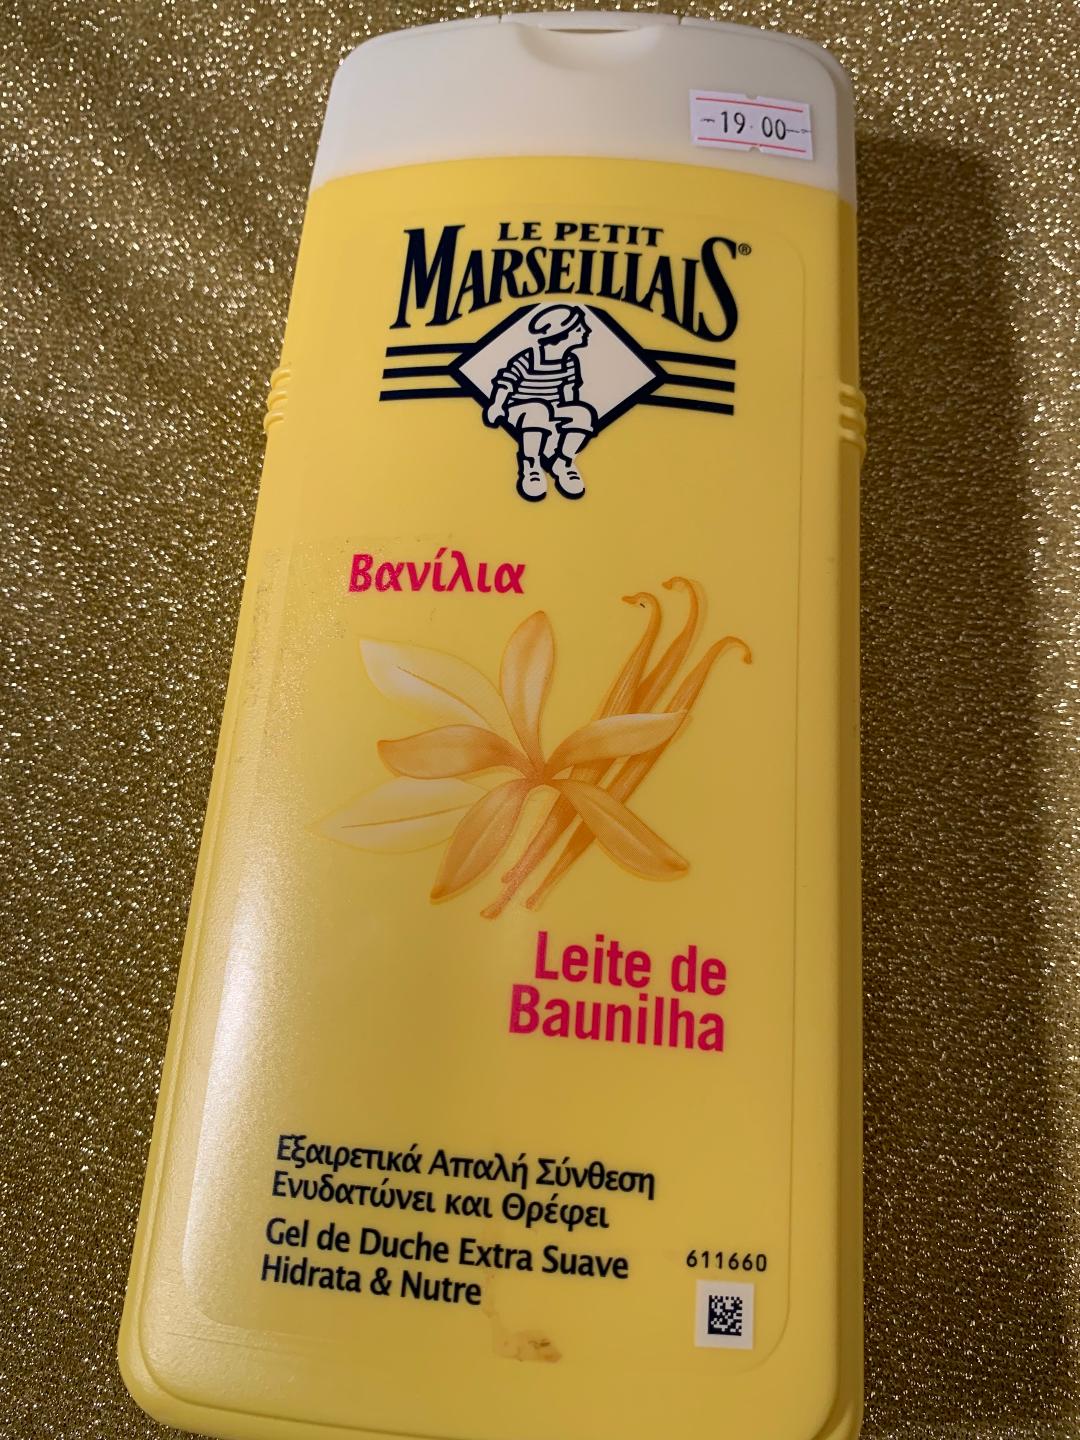 -19.00-
LE PETIT
MARSEILLAIS®
Βανίλια
Leite de
Baunilha
Εξαιρετικά Απαλή Σύνθεση
Ενυδατώνει και Θρέφει
Gel de Duche Extra Suave
Hidrata & Nutre
611660